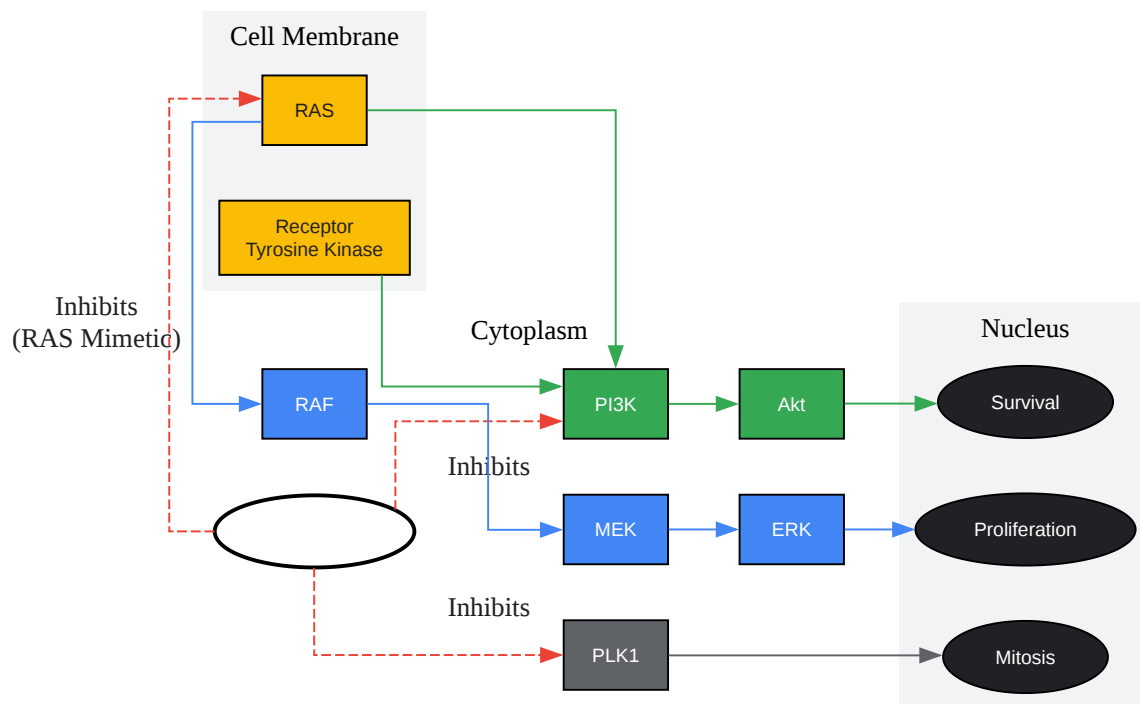 Cell Membrane
RAS
Receptor
Tyrosine Kinase
Inhibits
(RAS Mimetic)
Cytoplasm
Nucleus
RAF
PI3K
Akt
Survival
Inhibits
MEK
ERK
Proliferation
Inhibits
PLK1
Mitosis